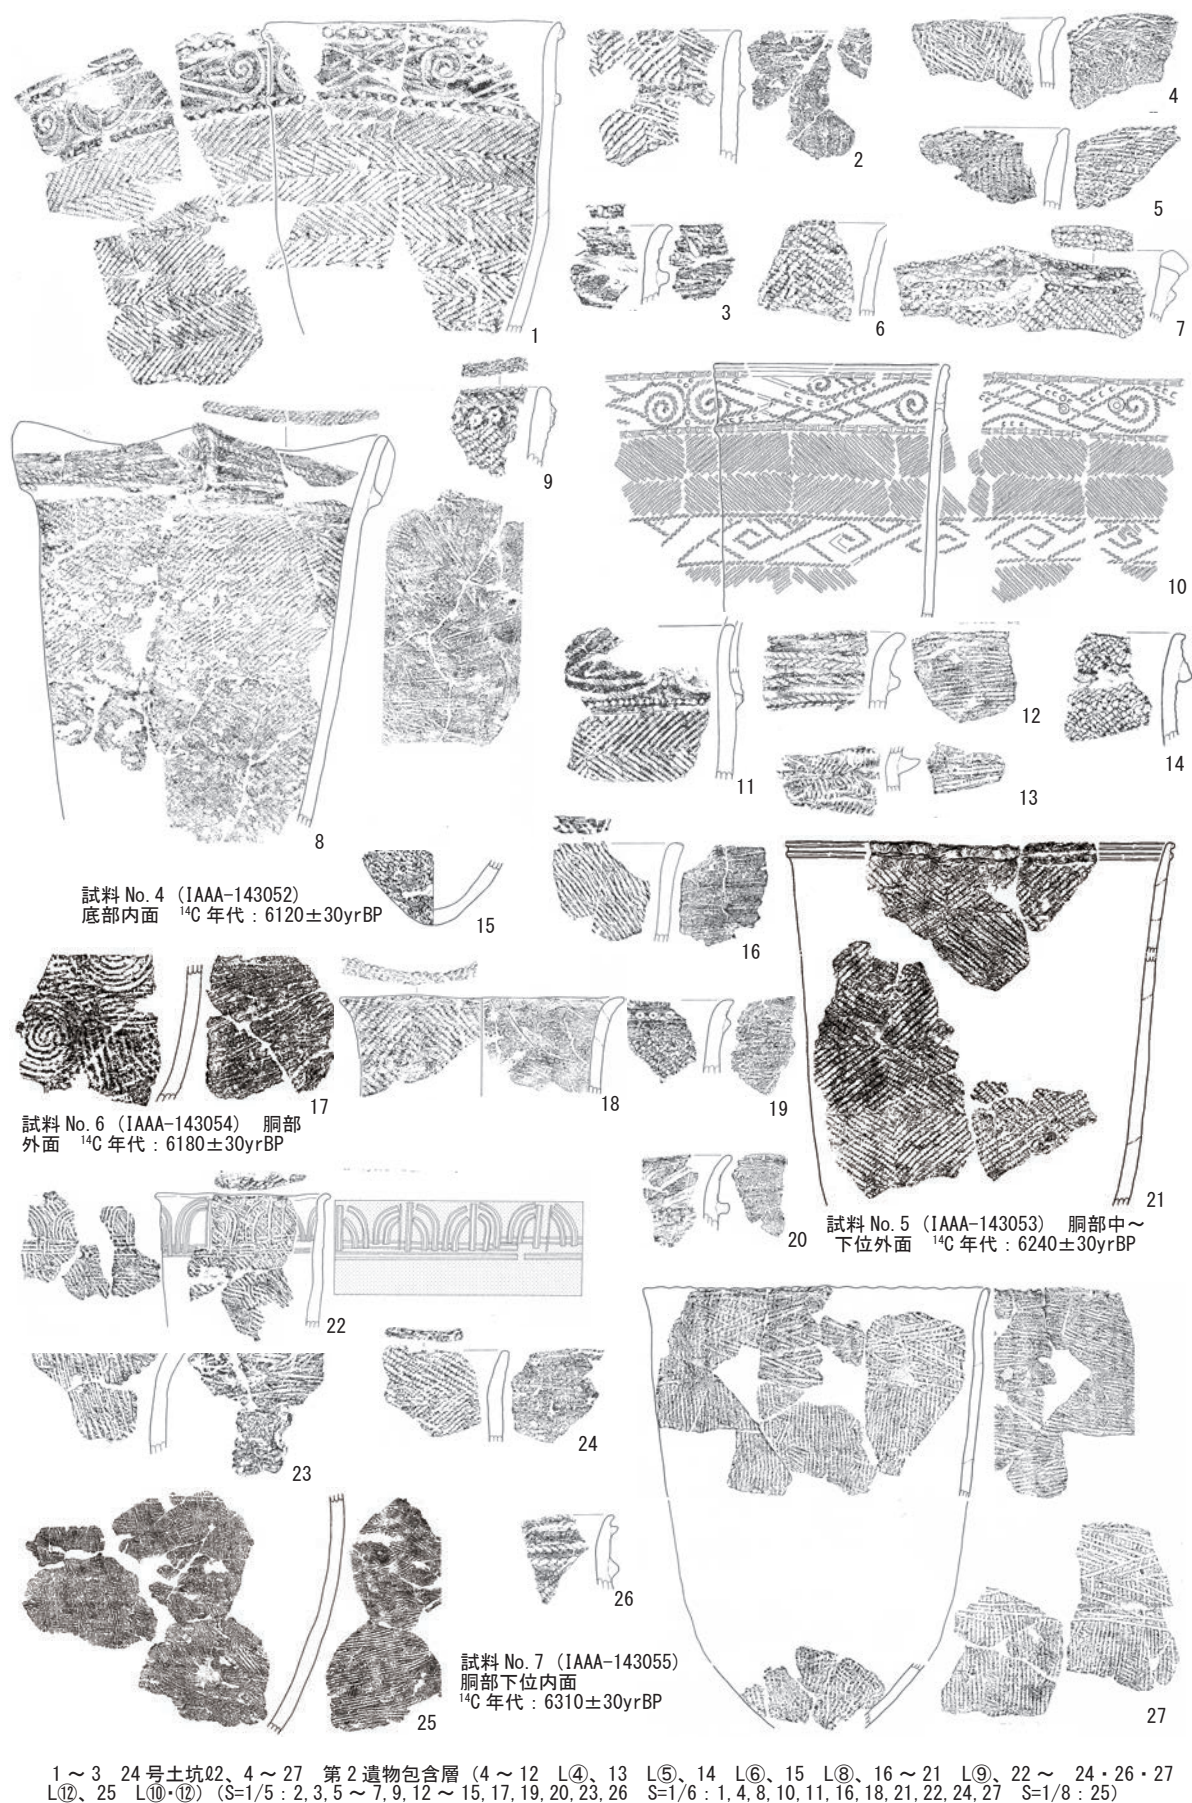 1
2
3
4
5
6
7
8
9
10
11
12
13
14
15
試料 No.4 (IAAA-143052)
底部内面 ¹⁴C 年代：6120±30yrBP
16
17
18
19
試料 No.6 (IAAA-143054) 胴部
外面 ¹⁴C 年代：6180±30yrBP
20
21
試料 No.5 (IAAA-143053) 胴部中～
下位外面 ¹⁴C 年代：6240±30yrBP
22
23
24
25
26
27
試料 No.7 (IAAA-143055)
胴部下位内面
¹⁴C 年代：6310±30yrBP
1 ～ 3 24 号土坑ℓ2、4 ～ 27 第 2 遺物包含層 (4 ～ 12 L④、13 L⑤、14 L⑥、15 L⑧、16 ～ 21 L⑨、22 ～ 24・26・27
L⑫、25 L⑩・⑫) (S=1/5：2,3,5 ～ 7,9,12 ～ 15,17,19,20,23,26 S=1/6：1,4,8,10,11,16,18,21,22,24,27 S=1/8：25)